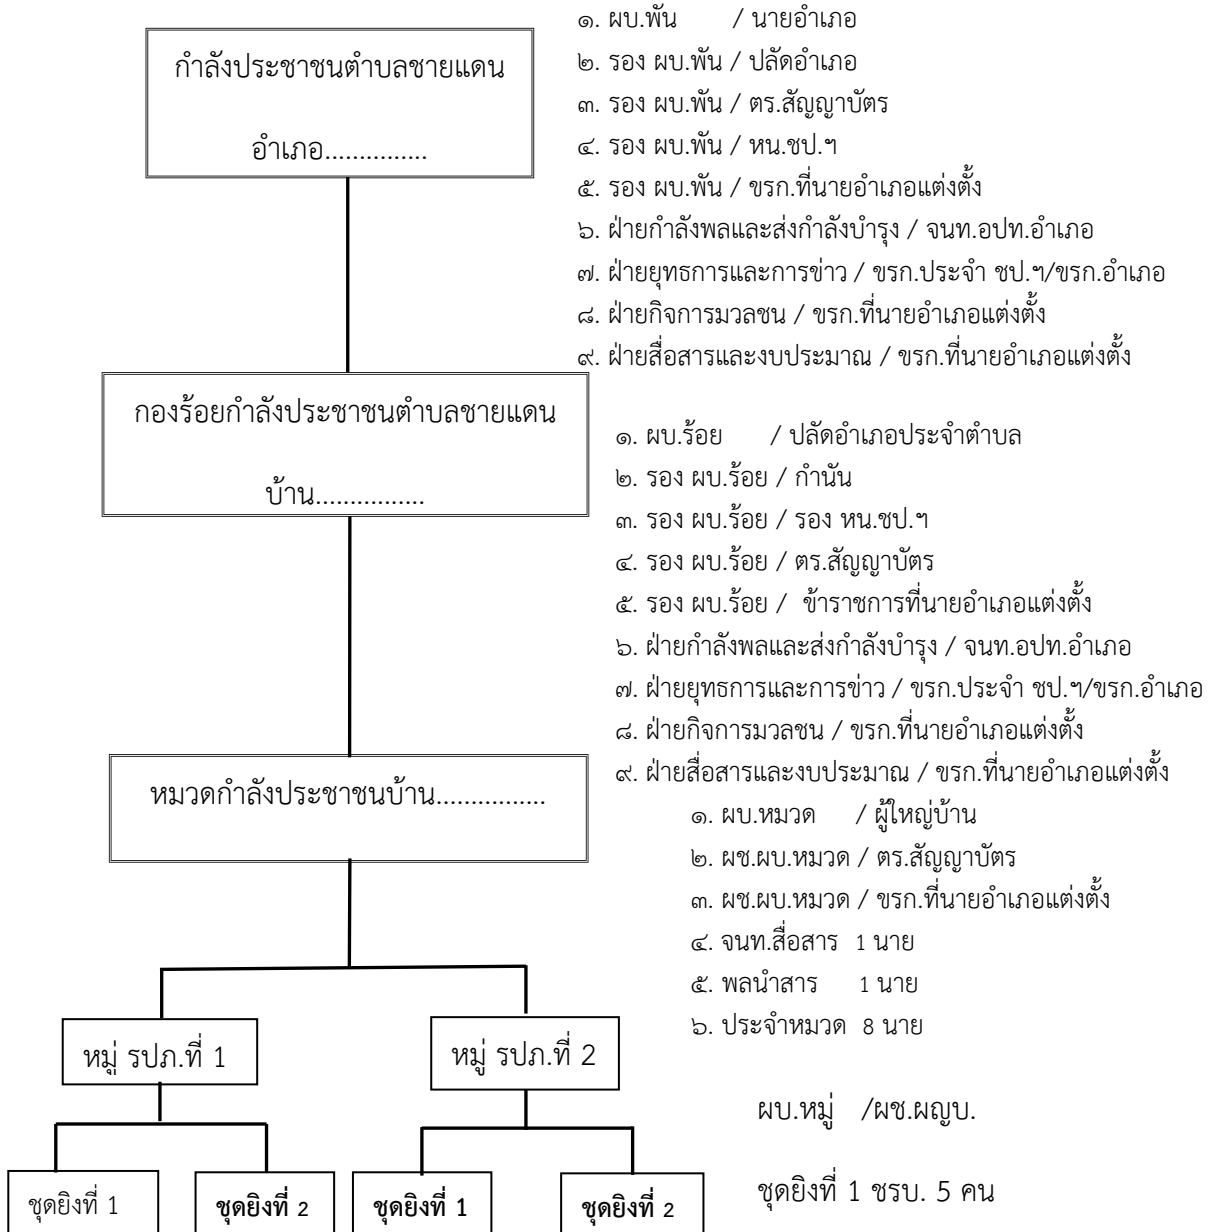 กำลังประชาชนตำบลชายแดน
อำเภอ...............
๑. ผบ.พัน / นายอำเภอ
๒. รอง ผบ.พัน / ปลัดอำเภอ
๓. รอง ผบ.พัน / ตร.สัญญาบัตร
๔. รอง ผบ.พัน / หน.ชป.ฯ
๕. รอง ผบ.พัน / ขรก.ที่นายอำเภอแต่งตั้ง
๖. ฝ่ายกำลังพลและส่งกำลังบำรุง / จนท.อปท.อำเภอ
๗. ฝ่ายยุทธการและการข่าว / ขรก.ประจำ ชป.ฯ/ขรก.อำเภอ
๘. ฝ่ายกิจการมวลชน / ขรก.ที่นายอำเภอแต่งตั้ง
๙. ฝ่ายสื่อสารและงบประมาณ / ขรก.ที่นายอำเภอแต่งตั้ง
กองร้อยกำลังประชาชนตำบลชายแดน
บ้าน................
๑. ผบ.ร้อย / ปลัดอำเภอประจำตำบล
๒. รอง ผบ.ร้อย / กำนัน
๓. รอง ผบ.ร้อย / รอง หน.ชป.ฯ
๔. รอง ผบ.ร้อย / ตร.สัญญาบัตร
๕. รอง ผบ.ร้อย / ข้าราชการที่นายอำเภอแต่งตั้ง
๖. ฝ่ายกำลังพลและส่งกำลังบำรุง / จนท.อปท.อำเภอ
๗. ฝ่ายยุทธการและการข่าว / ขรก.ประจำ ชป.ฯ/ขรก.อำเภอ
๘. ฝ่ายกิจการมวลชน / ขรก.ที่นายอำเภอแต่งตั้ง
๙. ฝ่ายสื่อสารและงบประมาณ / ขรก.ที่นายอำเภอแต่งตั้ง
หมวดกำลังประชาชนบ้าน................
๑. ผบ.หมวด / ผู้ใหญ่บ้าน
๒. ผช.ผบ.หมวด / ตร.สัญญาบัตร
๓. ผช.ผบ.หมวด / ขรก.ที่นายอำเภอแต่งตั้ง
๔. จนท.สื่อสาร 1 นาย
๕. พลนำสาร 1 นาย
๖. ประจำหมวด 8 นาย
หมู่ รปภ.ที่ 1
หมู่ รปภ.ที่ 2
ผบ.หมู่ /ผช.ผญบ.
ชุดยิงที่ 1
ชุดยิงที่ 2
ชุดยิงที่ 1
ชุดยิงที่ 2
ชุดยิงที่ 1 ชรบ. 5 คน